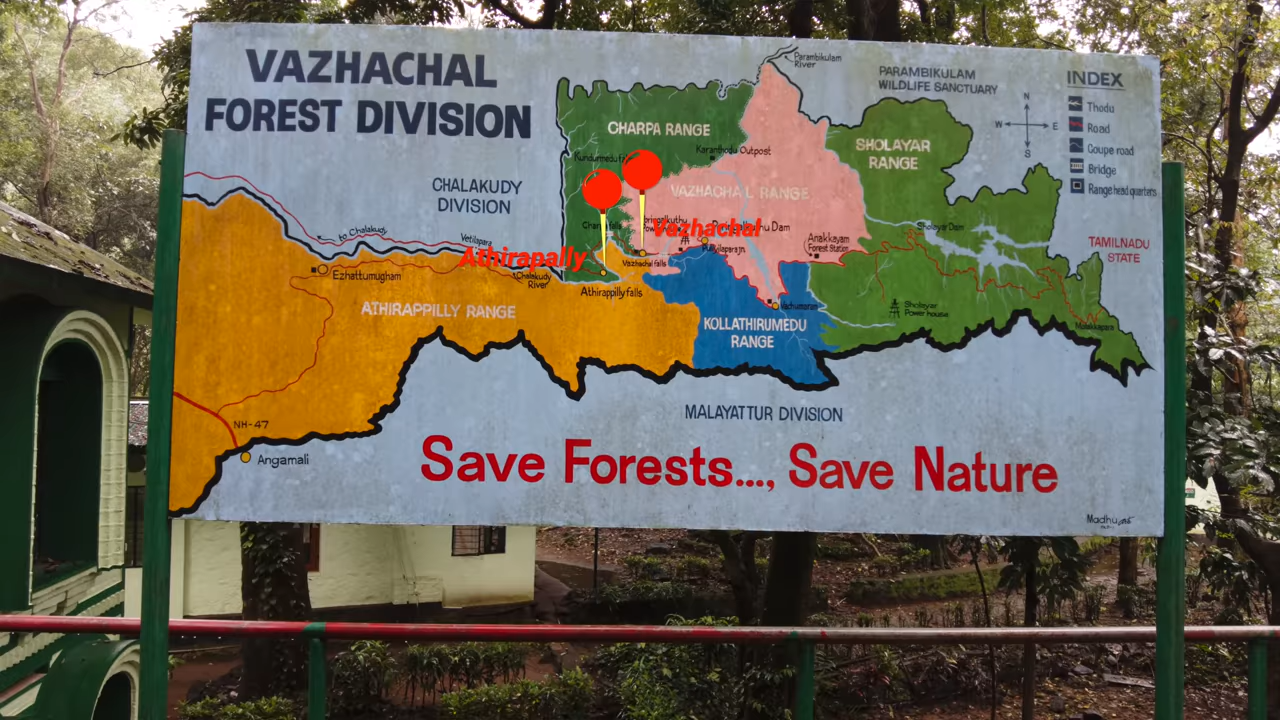 VAZHACHAL
FOREST DIVISION
Parambikulam
River
PARAMBIKULAM
WILDLIFE SANCTUARY
INDEX
Thodu
Road
Coupe road
Bridge
Range head quarters
N
W E
S
CHARPA RANGE
Karanthodu Outpost
SHOLAYAR
RANGE
CHALAKUDY
DIVISION
VAZHACHAL RANGE
to Chalakudy
Vetilapara
Vazhachal
Athirapally
Vazhachal falls
Anakkayam
Forest Station
Sholayar Dam
TAMILNADU
STATE
Ezhattumugham
Chalakudy
River
Athirappilly falls
ATHIRAPPILLY RANGE
KOLLATHIRUMEDU
RANGE
Sholayar
Power house
Malakkapara
MALAYATTUR DIVISION
NH-47
Angamali
Save Forests..., Save Nature
Madhu